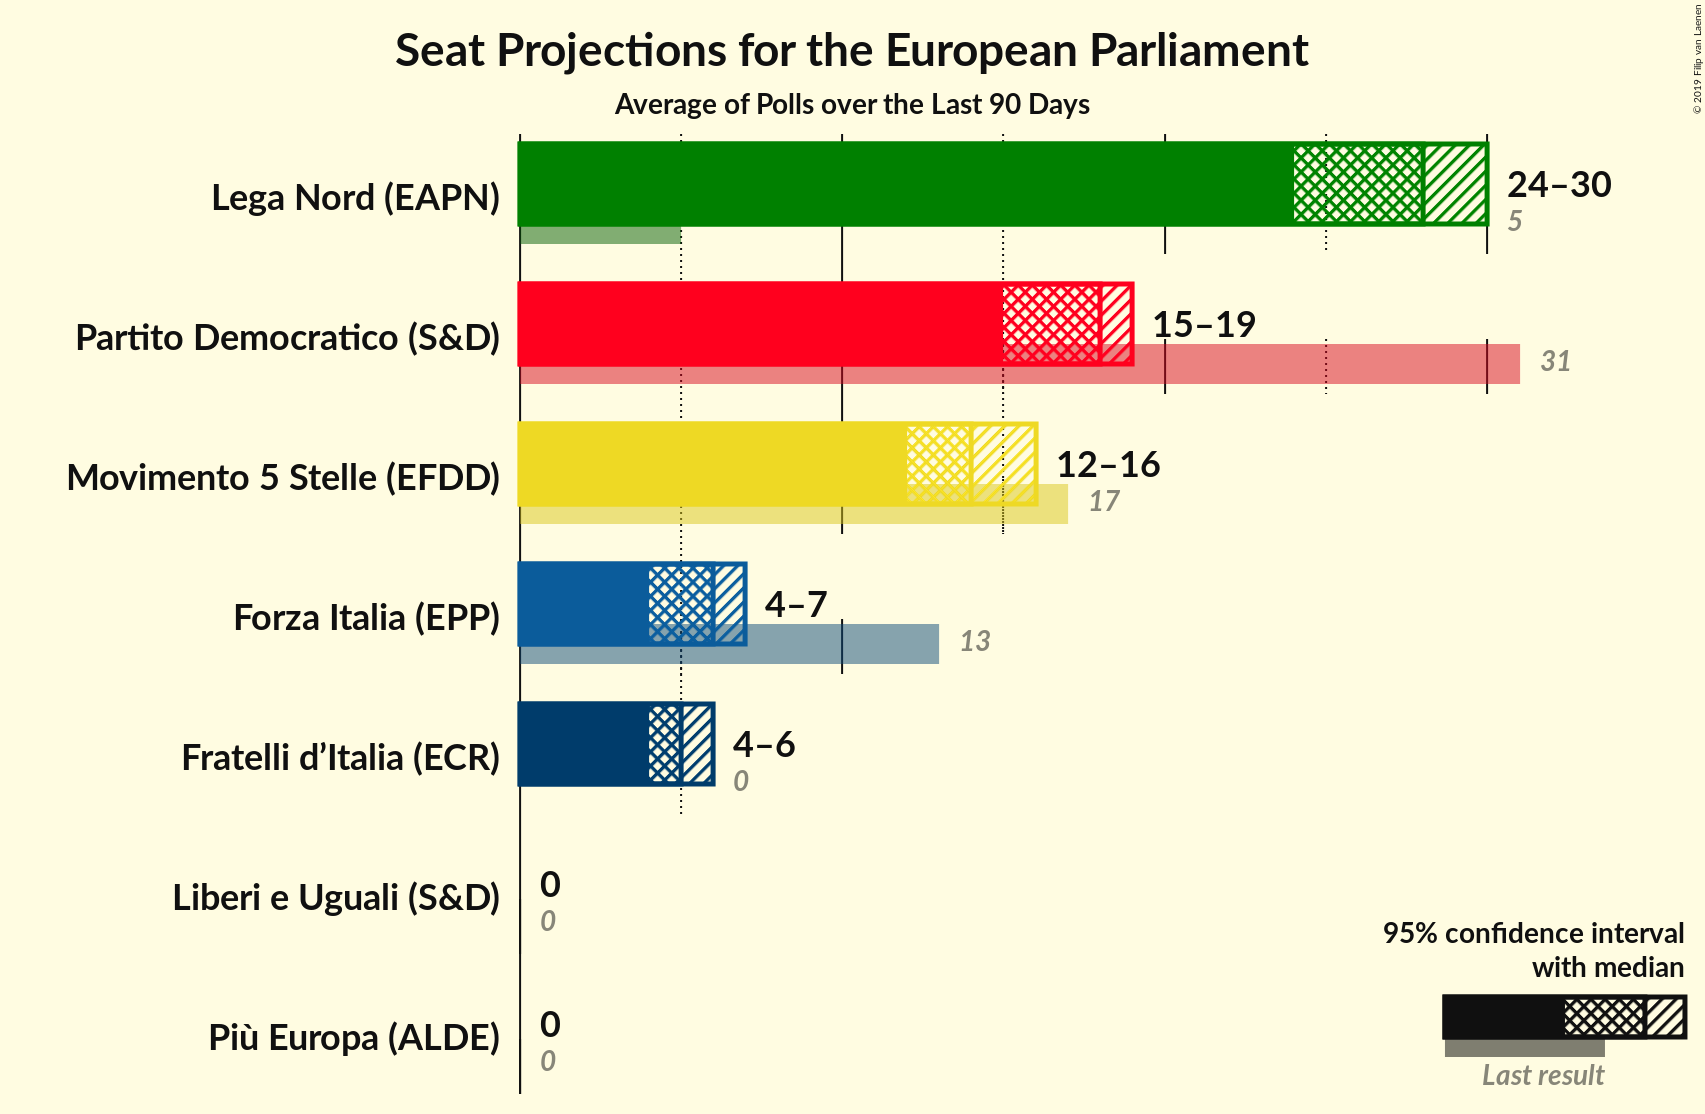 Seat Projections for the European Parliament
Average of Polls over the Last 90 Days
© 2019 Filip van Laenen
Lega Nord (EAPN)
24–30
5
Partito Democratico (S&D)
15–19
31
Movimento 5 Stelle (EFDD)
12–16
17
Forza Italia (EPP)
4–7
13
Fratelli d’Italia (ECR)
4–6
0
Liberi e Uguali (S&D)
0
0
Più Europa (ALDE)
0
0
95% confidence interval
with median
Last result